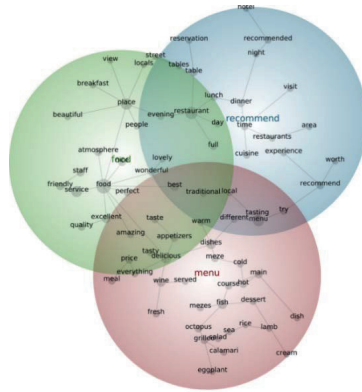 notes
reservation
recommended
street
view
locals
tables
night
table
breakfast
visit
lunch
place
dinner
beautiful
evening
restaurant
recommend
area
people
day
time
restaurants
full
atmosphere
cuisine
experience
food
lovely
worth
staff
wonderful
friendly
food
best
recommend
service
perfect
traditional
local
excellent
taste
tasting
try
quality
warm
different
menu
amazing
appetizers
dishes
tasty
price
delicious
meze
cold
everything
menu
main
meal
wine
served
course
hot
mezes
fish
dessert
fresh
octopus
rice
dish
sea
lamb
grilled
salad
calamari
cream
eggplant